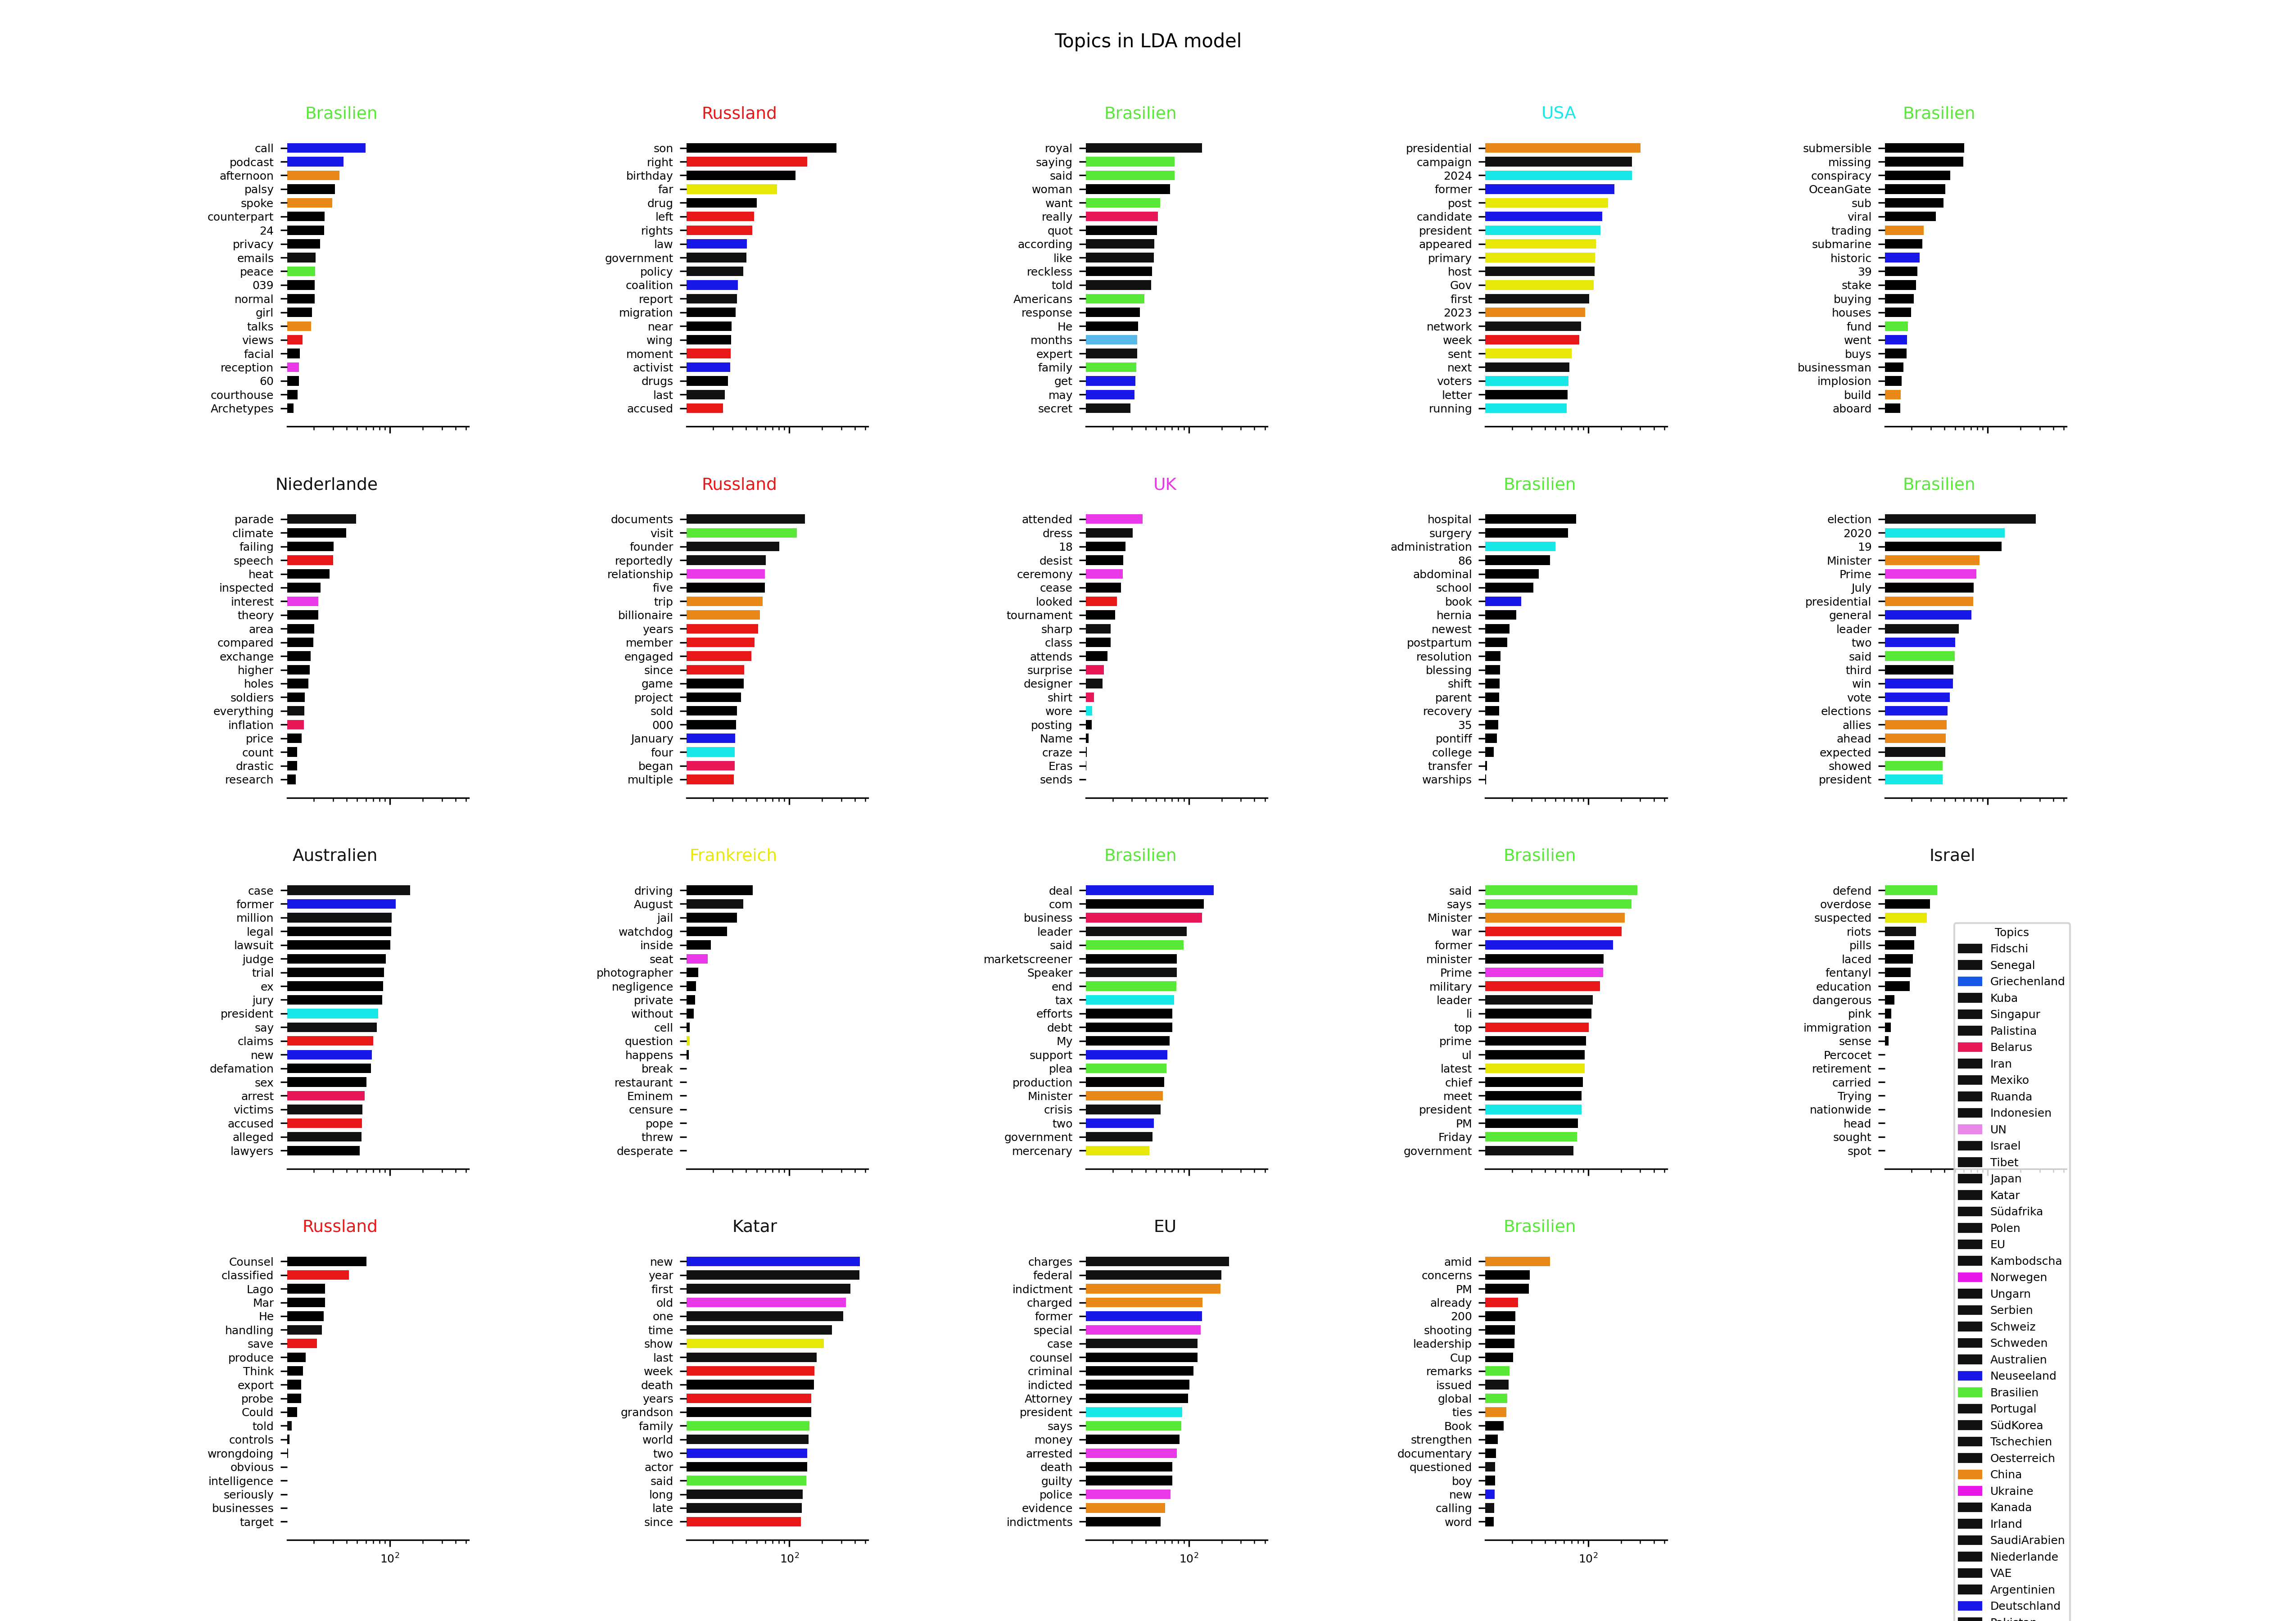 Topics in LDA model
Brasilien
call
podcast
afternoon
palsy
spoke
counterpart
24
privacy
emails
peace
039
normal
girl
talks
views
facial
reception
60
courthouse
Archetypes
Russland
son
right
birthday
far
drug
left
rights
law
government
policy
coalition
report
migration
near
wing
moment
activist
drugs
last
accused
Brasilien
royal
saying
said
woman
want
really
quot
according
like
reckless
told
Americans
response
He
months
expert
family
get
may
secret
USA
presidential
campaign
2024
former
post
candidate
president
appeared
primary
host
Gov
first
2023
network
week
sent
next
voters
letter
running
Brasilien
submersible
missing
conspiracy
OceanGate
sub
viral
trading
submarine
historic
39
stake
buying
houses
fund
went
buys
businessman
implosion
build
aboard
Niederlande
parade
climate
failing
speech
heat
inspected
interest
theory
area
compared
exchange
higher
holes
soldiers
everything
inflation
price
count
drastic
research
Russland
documents
visit
founder
reportedly
relationship
five
trip
billionaire
years
member
engaged
since
game
project
sold
000
January
four
began
multiple
UK
attended
dress
18
desist
ceremony
cease
looked
tournament
sharp
class
attends
surprise
designer
shirt
wore
posting
Name
craze
Eras
sends
Brasilien
hospital
surgery
administration
86
abdominal
school
book
hernia
newest
postpartum
resolution
blessing
shift
parent
recovery
35
pontiff
college
transfer
warships
Brasilien
election
2020
19
Minister
Prime
July
presidential
general
leader
two
said
third
win
vote
elections
allies
ahead
expected
showed
president
Australien
case
former
million
legal
lawsuit
judge
trial
ex
jury
president
say
claims
new
defamation
sex
arrest
victims
accused
alleged
lawyers
Frankreich
driving
August
jail
watchdog
inside
seat
photographer
negligence
private
without
cell
question
happens
break
restaurant
Eminem
censure
pope
threw
desperate
Brasilien
deal
com
business
leader
said
marketscreener
Speaker
end
tax
efforts
debt
My
support
plea
production
Minister
crisis
two
government
mercenary
Brasilien
said
says
Minister
war
former
minister
Prime
military
leader
li
top
prime
ul
latest
chief
meet
president
PM
Friday
government
Israel
defend
overdose
suspected
riots
pills
laced
fentanyl
education
dangerous
pink
immigration
sense
Percocet
retirement
carried
Trying
nationwide
head
sought
spot
Russland
Counsel
classified
Lago
Mar
He
handling
save
produce
Think
export
probe
Could
told
controls
wrongdoing
obvious
intelligence
seriously
businesses
target
10²
Katar
new
year
first
old
one
time
show
last
week
death
years
grandson
family
world
two
actor
said
long
late
since
10²
EU
charges
federal
indictment
charged
former
special
case
counsel
criminal
indicted
Attorney
president
says
money
arrested
death
guilty
police
evidence
indictments
10²
Brasilien
amid
concerns
PM
already
200
shooting
leadership
Cup
remarks
issued
global
ties
Book
strengthen
documentary
questioned
boy
new
calling
word
10²
Topics
Fidschi
Senegal
Griechenland
Kuba
Singapur
Palistina
Belarus
Iran
Mexiko
Ruanda
Indonesien
UN
Israel
Tibet
Japan
Katar
Südafrika
Polen
EU
Kambodscha
Norwegen
Ungarn
Serbien
Schweiz
Schweden
Australien
Neuseeland
Brasilien
Portugal
SüdKorea
Tschechien
Oesterreich
China
Ukraine
Kanada
Irland
SaudiArabien
Niederlande
VAE
Argentinien
Deutschland